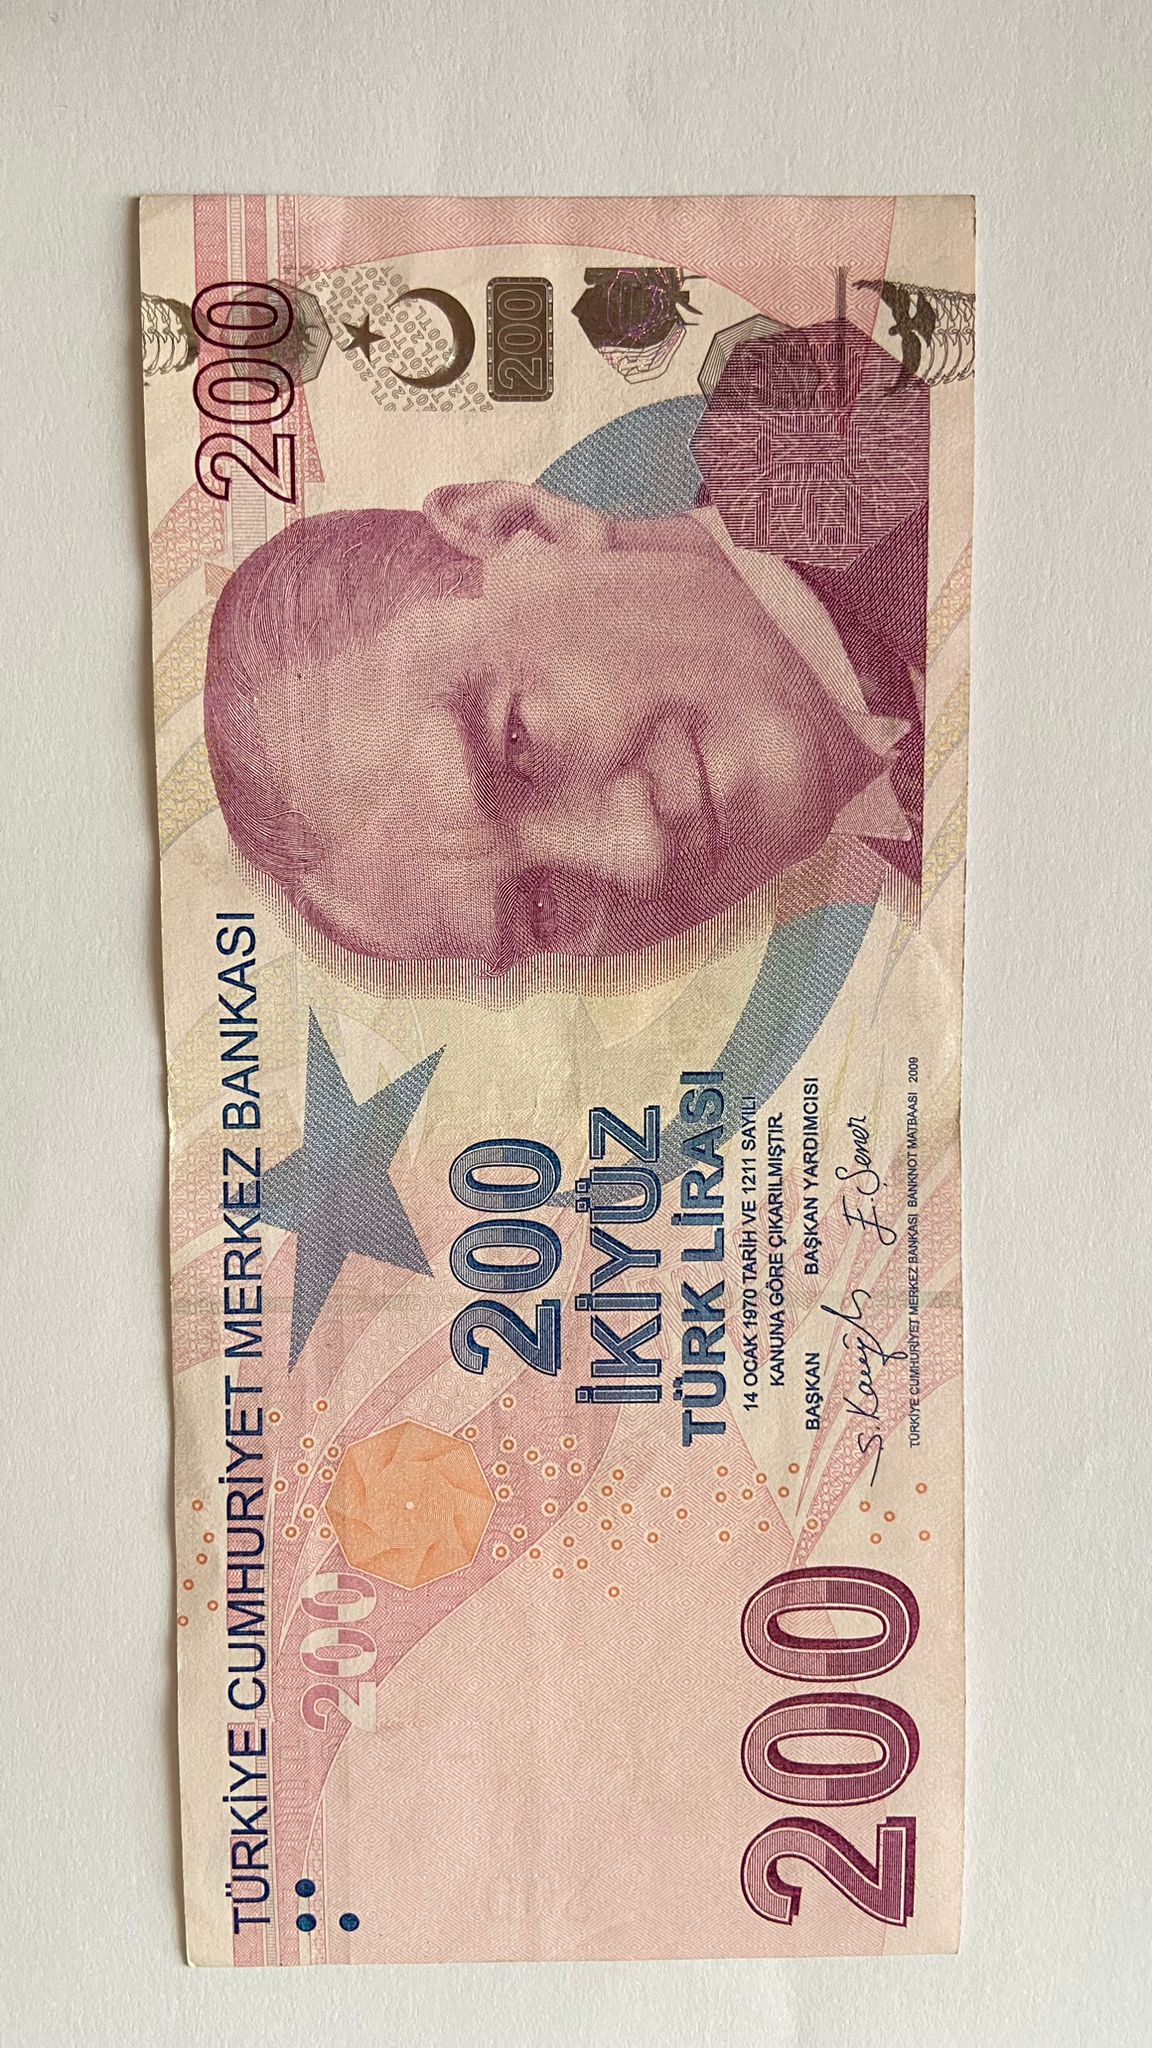 TÜRKİYE CUMHURİYET MERKEZ BANKASI
200
200
200
200
İKİYÜZ
TÜRK LİRASI
14 OCAK 1970 TARİH VE 1211 SAYILI
KANUNA GÖRE ÇIKARILMIŞTIR.
BAŞKAN BAŞKAN YARDIMCISI
E. Şener
TÜRKİYE CUMHURİYET MERKEZ BANKASI BANKNOT MATBAASI 2009
200